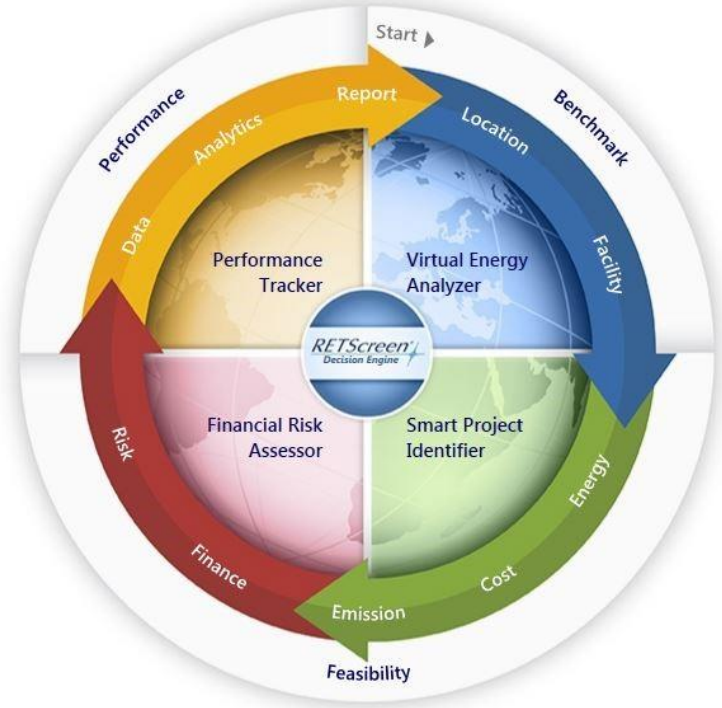 Start
Performance
Benchmark
Report
Location
Analytics
Data
Facility
Performance
Tracker
Virtual Energy
Analyzer
RETScreen®
Decision Engine
Financial Risk
Assessor
Smart Project
Identifier
Risk
Energy
Finance
Cost
Emission
Feasibility